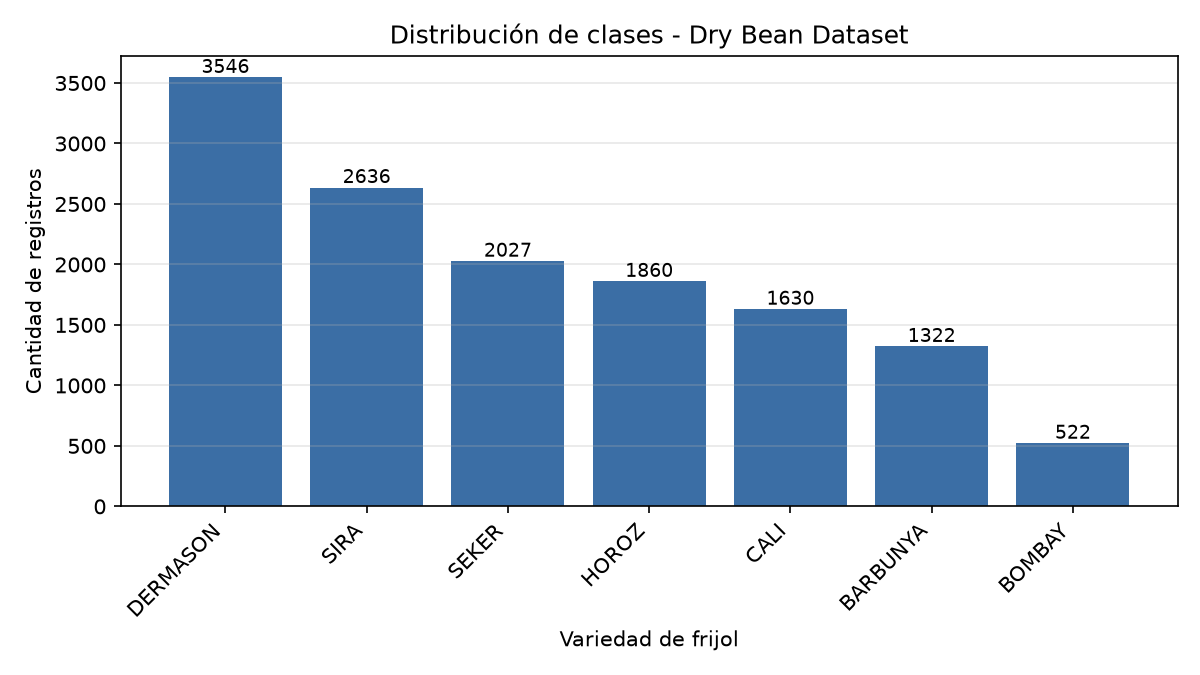 Distribución de clases - Dry Bean Dataset
Cantidad de registros
3500
3000
2500
2000
1500
1000
500
0
3546
2636
2027
1860
1630
1322
522
DERMASON
SIRA
SEKER
HOROZ
CALI
BARBUNYA
BOMBAY
Variedad de frijol